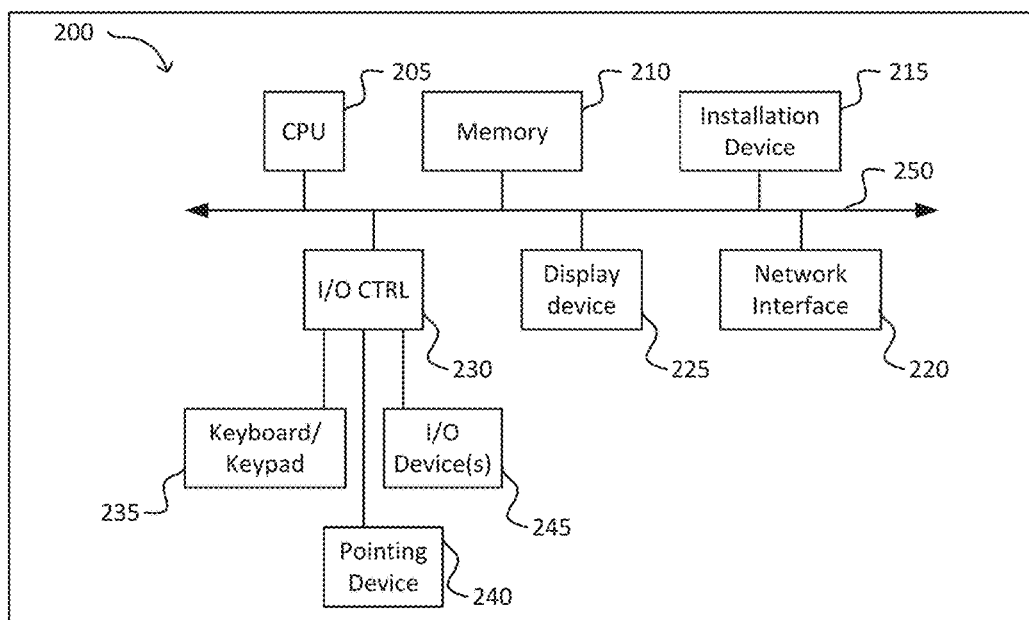 200
205
210
215
CPU
Memory
Installation
Device
250
I/O CTRL
Display
device
Network
Interface
230
225
220
Keyboard/
Keypad
I/O
Device(s)
235
245
Pointing
Device
240